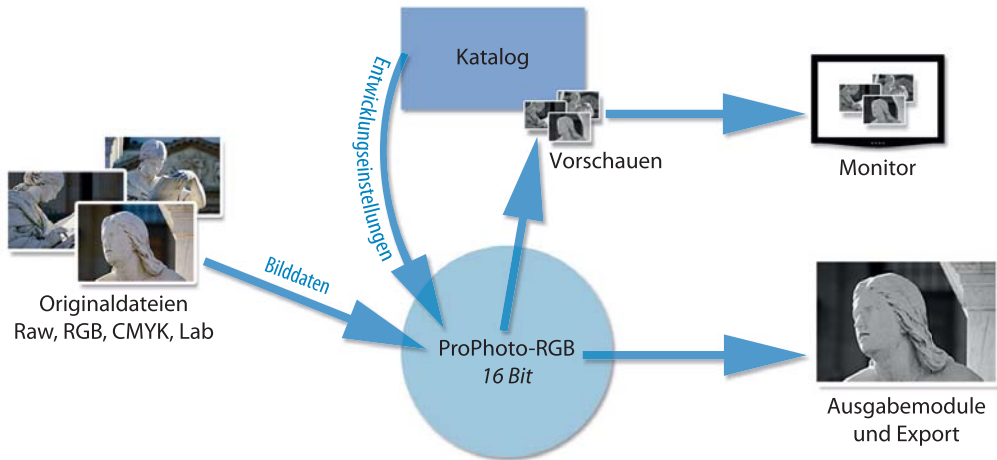 Katalog
Entwicklungseinstellungen
Vorschauen
Monitor
Bilddaten
Originaldateien
Raw, RGB, CMYK, Lab
ProPhoto-RGB
16 Bit
Ausgabemodule
und Export